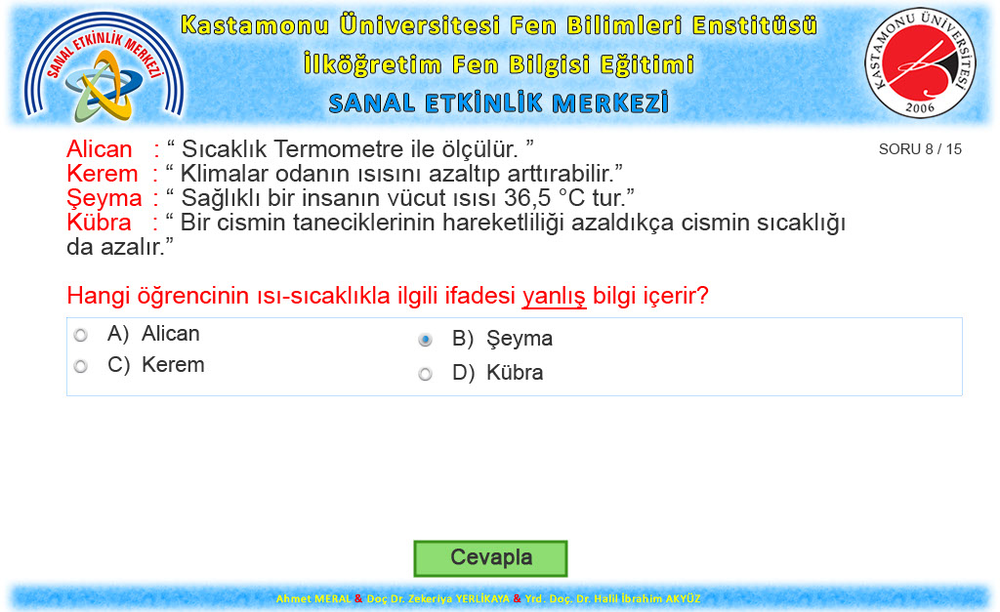 SANAL ETKİNLİK MERKEZİ
Kastamonu Üniversitesi Fen Bilimleri Enstitüsü
İlköğretim Fen Bilgisi Eğitimi
SANAL ETKİNLİK MERKEZİ
KASTAMONU ÜNİVERSİTESİ
2006
SORU 8 / 15
Alican : “ Sıcaklık Termometre ile ölçülür. ”
Kerem : “ Klimalar odanın ısısını azaltıp arttırabilir.”
Şeyma : “ Sağlıklı bir insanın vücut ısısı 36,5 °C tur.”
Kübra : “ Bir cismin taneciklerinin hareketliliği azaldıkça cismin sıcaklığı
da azalır.”
Hangi öğrencinin ısı-sıcaklıkla ilgili ifadesi yanlış bilgi içerir?
A) Alican
B) Şeyma
C) Kerem
D) Kübra
Cevapla
Ahmet MERAL & Doç Dr. Zekeriya YERLİKAYA & Yrd. Doç. Dr. Halil İbrahim AKYÜZ